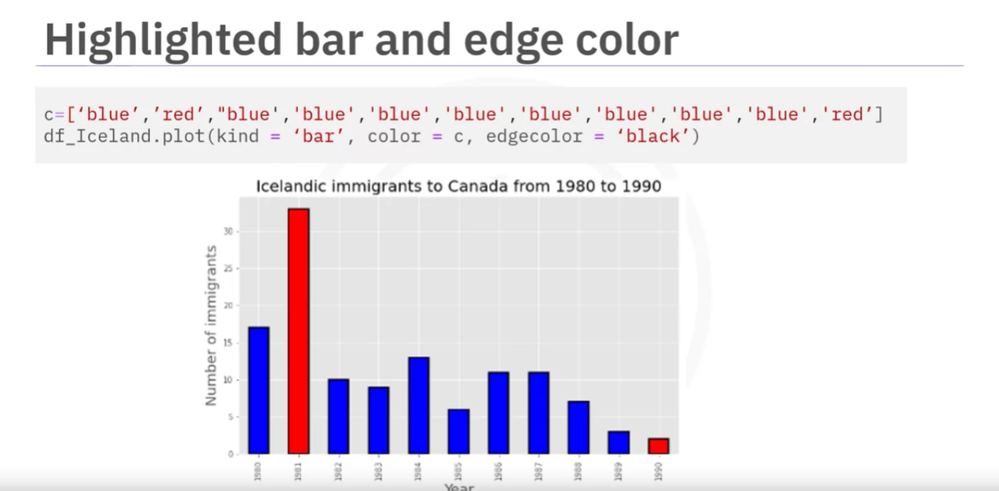 Highlighted bar and edge color
c=[‘blue’,’red’,"blue','blue','blue','blue','blue','blue','blue','blue','red’]
df_Iceland.plot(kind = ‘bar’, color = c, edgecolor = ‘black’)
Icelandic immigrants to Canada from 1980 to 1990
Number of immigrants
30
25
20
15
10
5
0
1980 1981 1982 1983 1984 1985 1986 1987 1988 1989 1990
Year